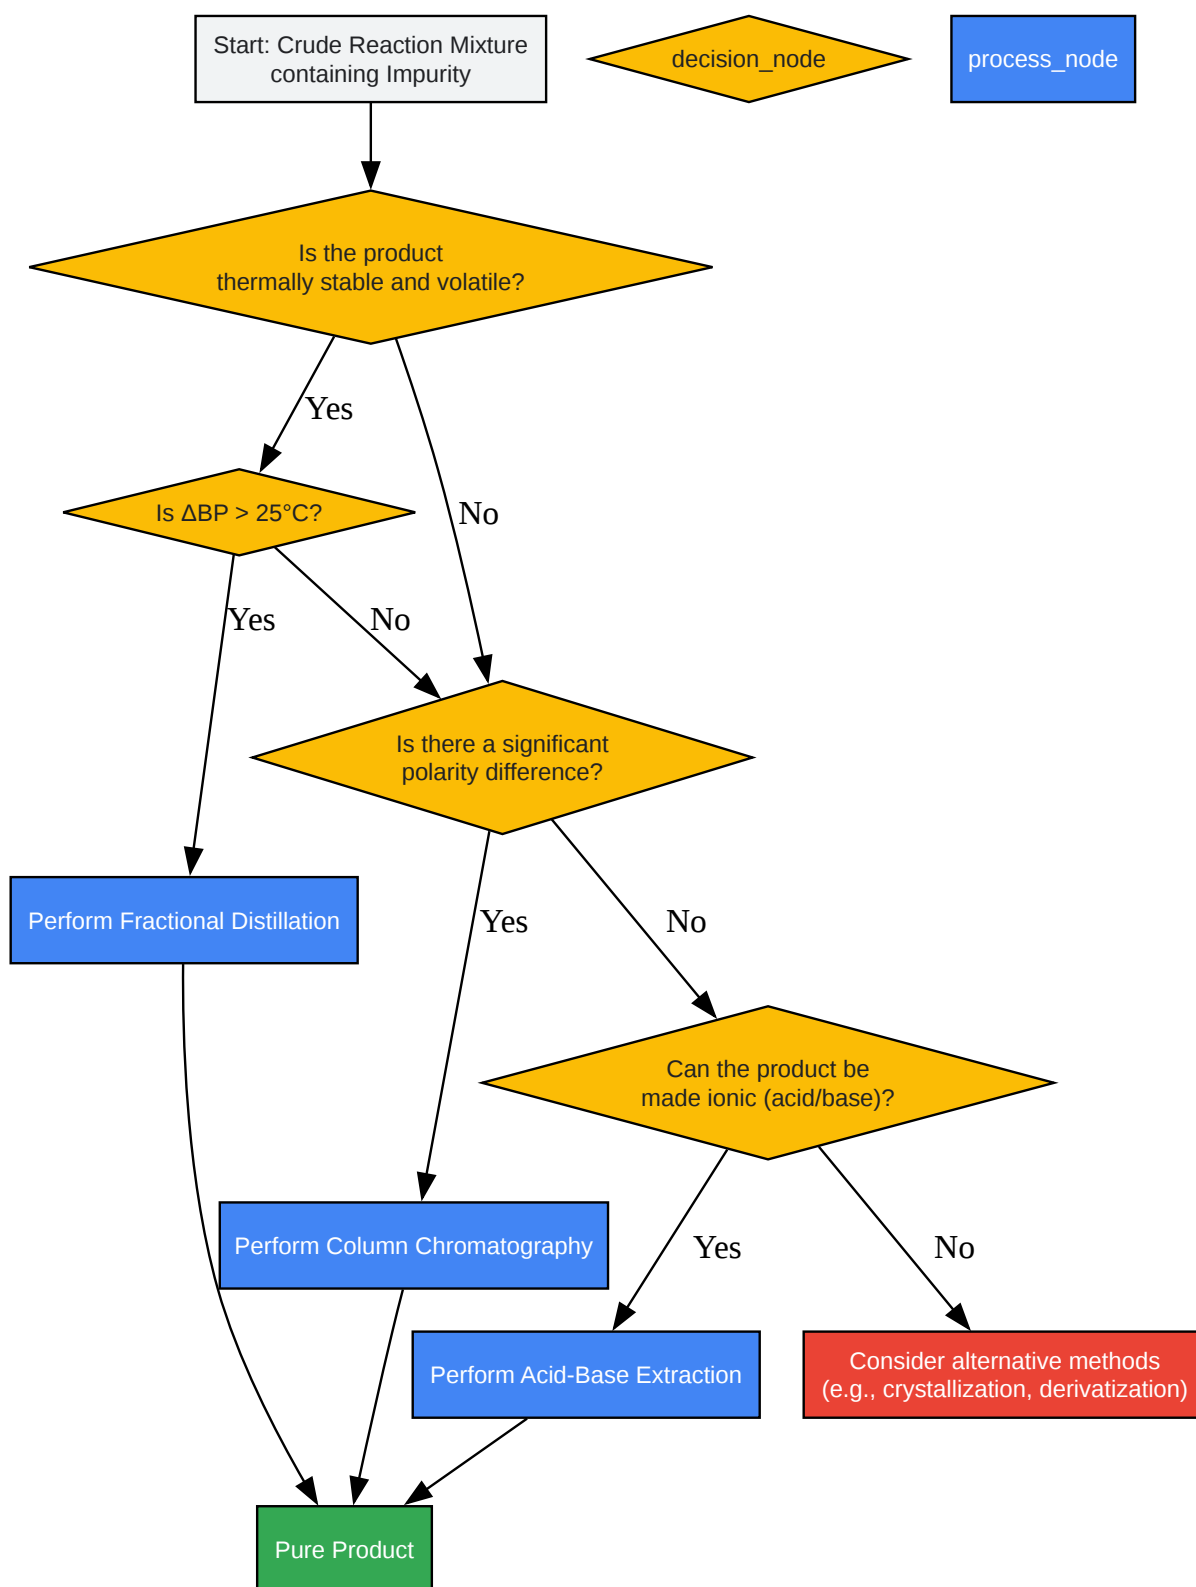 Start: Crude Reaction Mixture
containing Impurity
decision_node
process_node
Is the product
thermally stable and volatile?
Yes
No
Is ΔBP > 25°C?
Yes
No
Is there a significant
polarity difference?
Perform Fractional Distillation
Yes
No
Can the product be
made ionic (acid/base)?
Perform Column Chromatography
Yes
No
Perform Acid-Base Extraction
Consider alternative methods
(e.g., crystallization, derivatization)
Pure Product